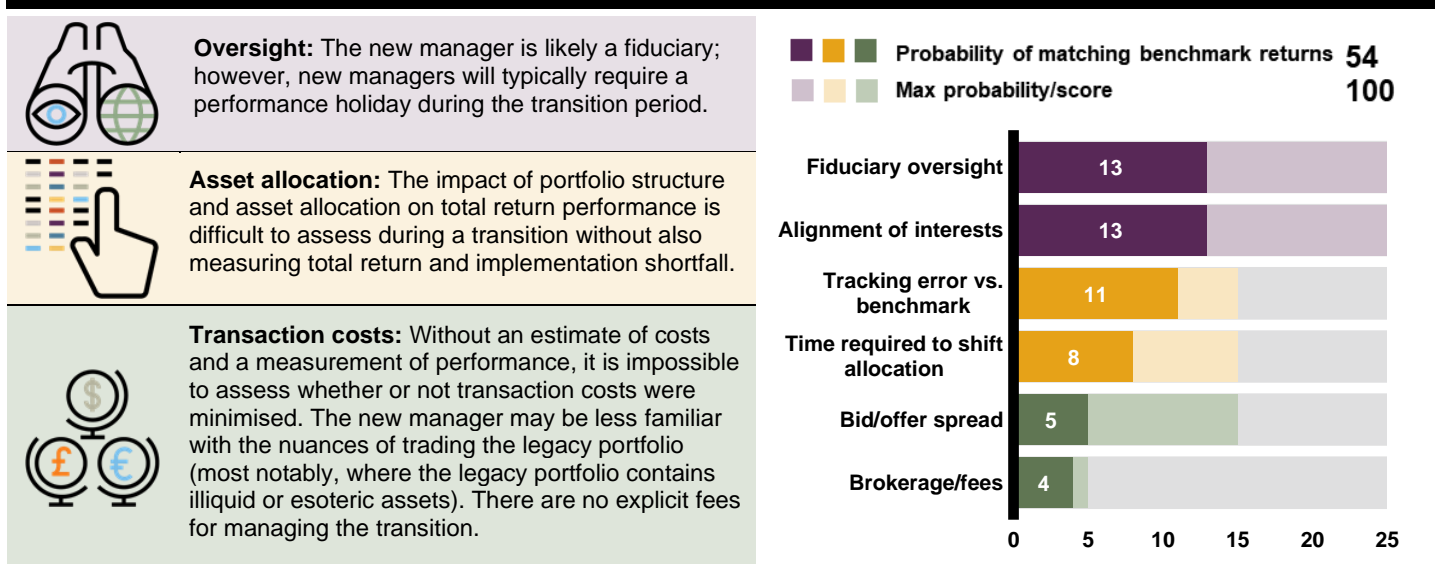 Oversight: The new manager is likely a fiduciary;
however, new managers will typically require a
performance holiday during the transition period.
Asset allocation: The impact of portfolio structure
and asset allocation on total return performance is
difficult to assess during a transition without also
measuring total return and implementation shortfall.
Transaction costs: Without an estimate of costs
and a measurement of performance, it is impossible
to assess whether or not transaction costs were
minimised. The new manager may be less familiar
with the nuances of trading the legacy portfolio
(most notably, where the legacy portfolio contains
illiquid or esoteric assets). There are no explicit fees
for managing the transition.
$
£ €
Probability of matching benchmark returns 54
Max probability/score 100
Fiduciary oversight 13
Alignment of interests 13
Tracking error vs.
benchmark 11
Time required to shift
allocation 8
Bid/offer spread 5
Brokerage/fees 4
0 5 10 15 20 25